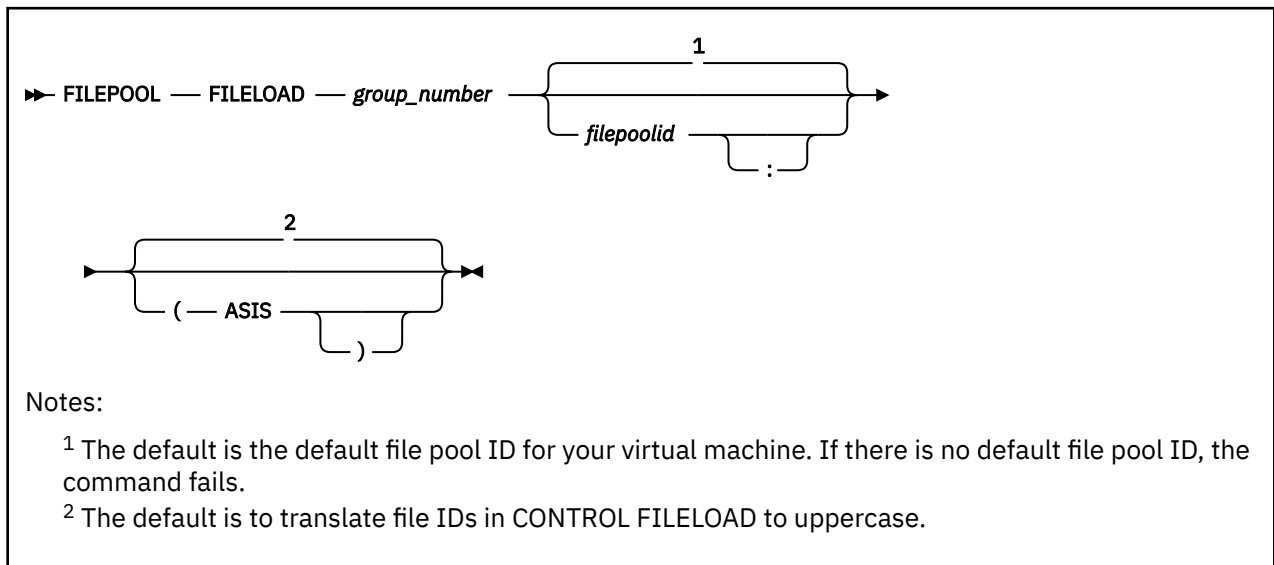 1
FILEPOOL FILELOAD group_number
filepoolid
:
2
( ASIS
)
Notes:
1 The default is the default file pool ID for your virtual machine. If there is no default file pool ID, the
command fails.
2 The default is to translate file IDs in CONTROL FILELOAD to uppercase.